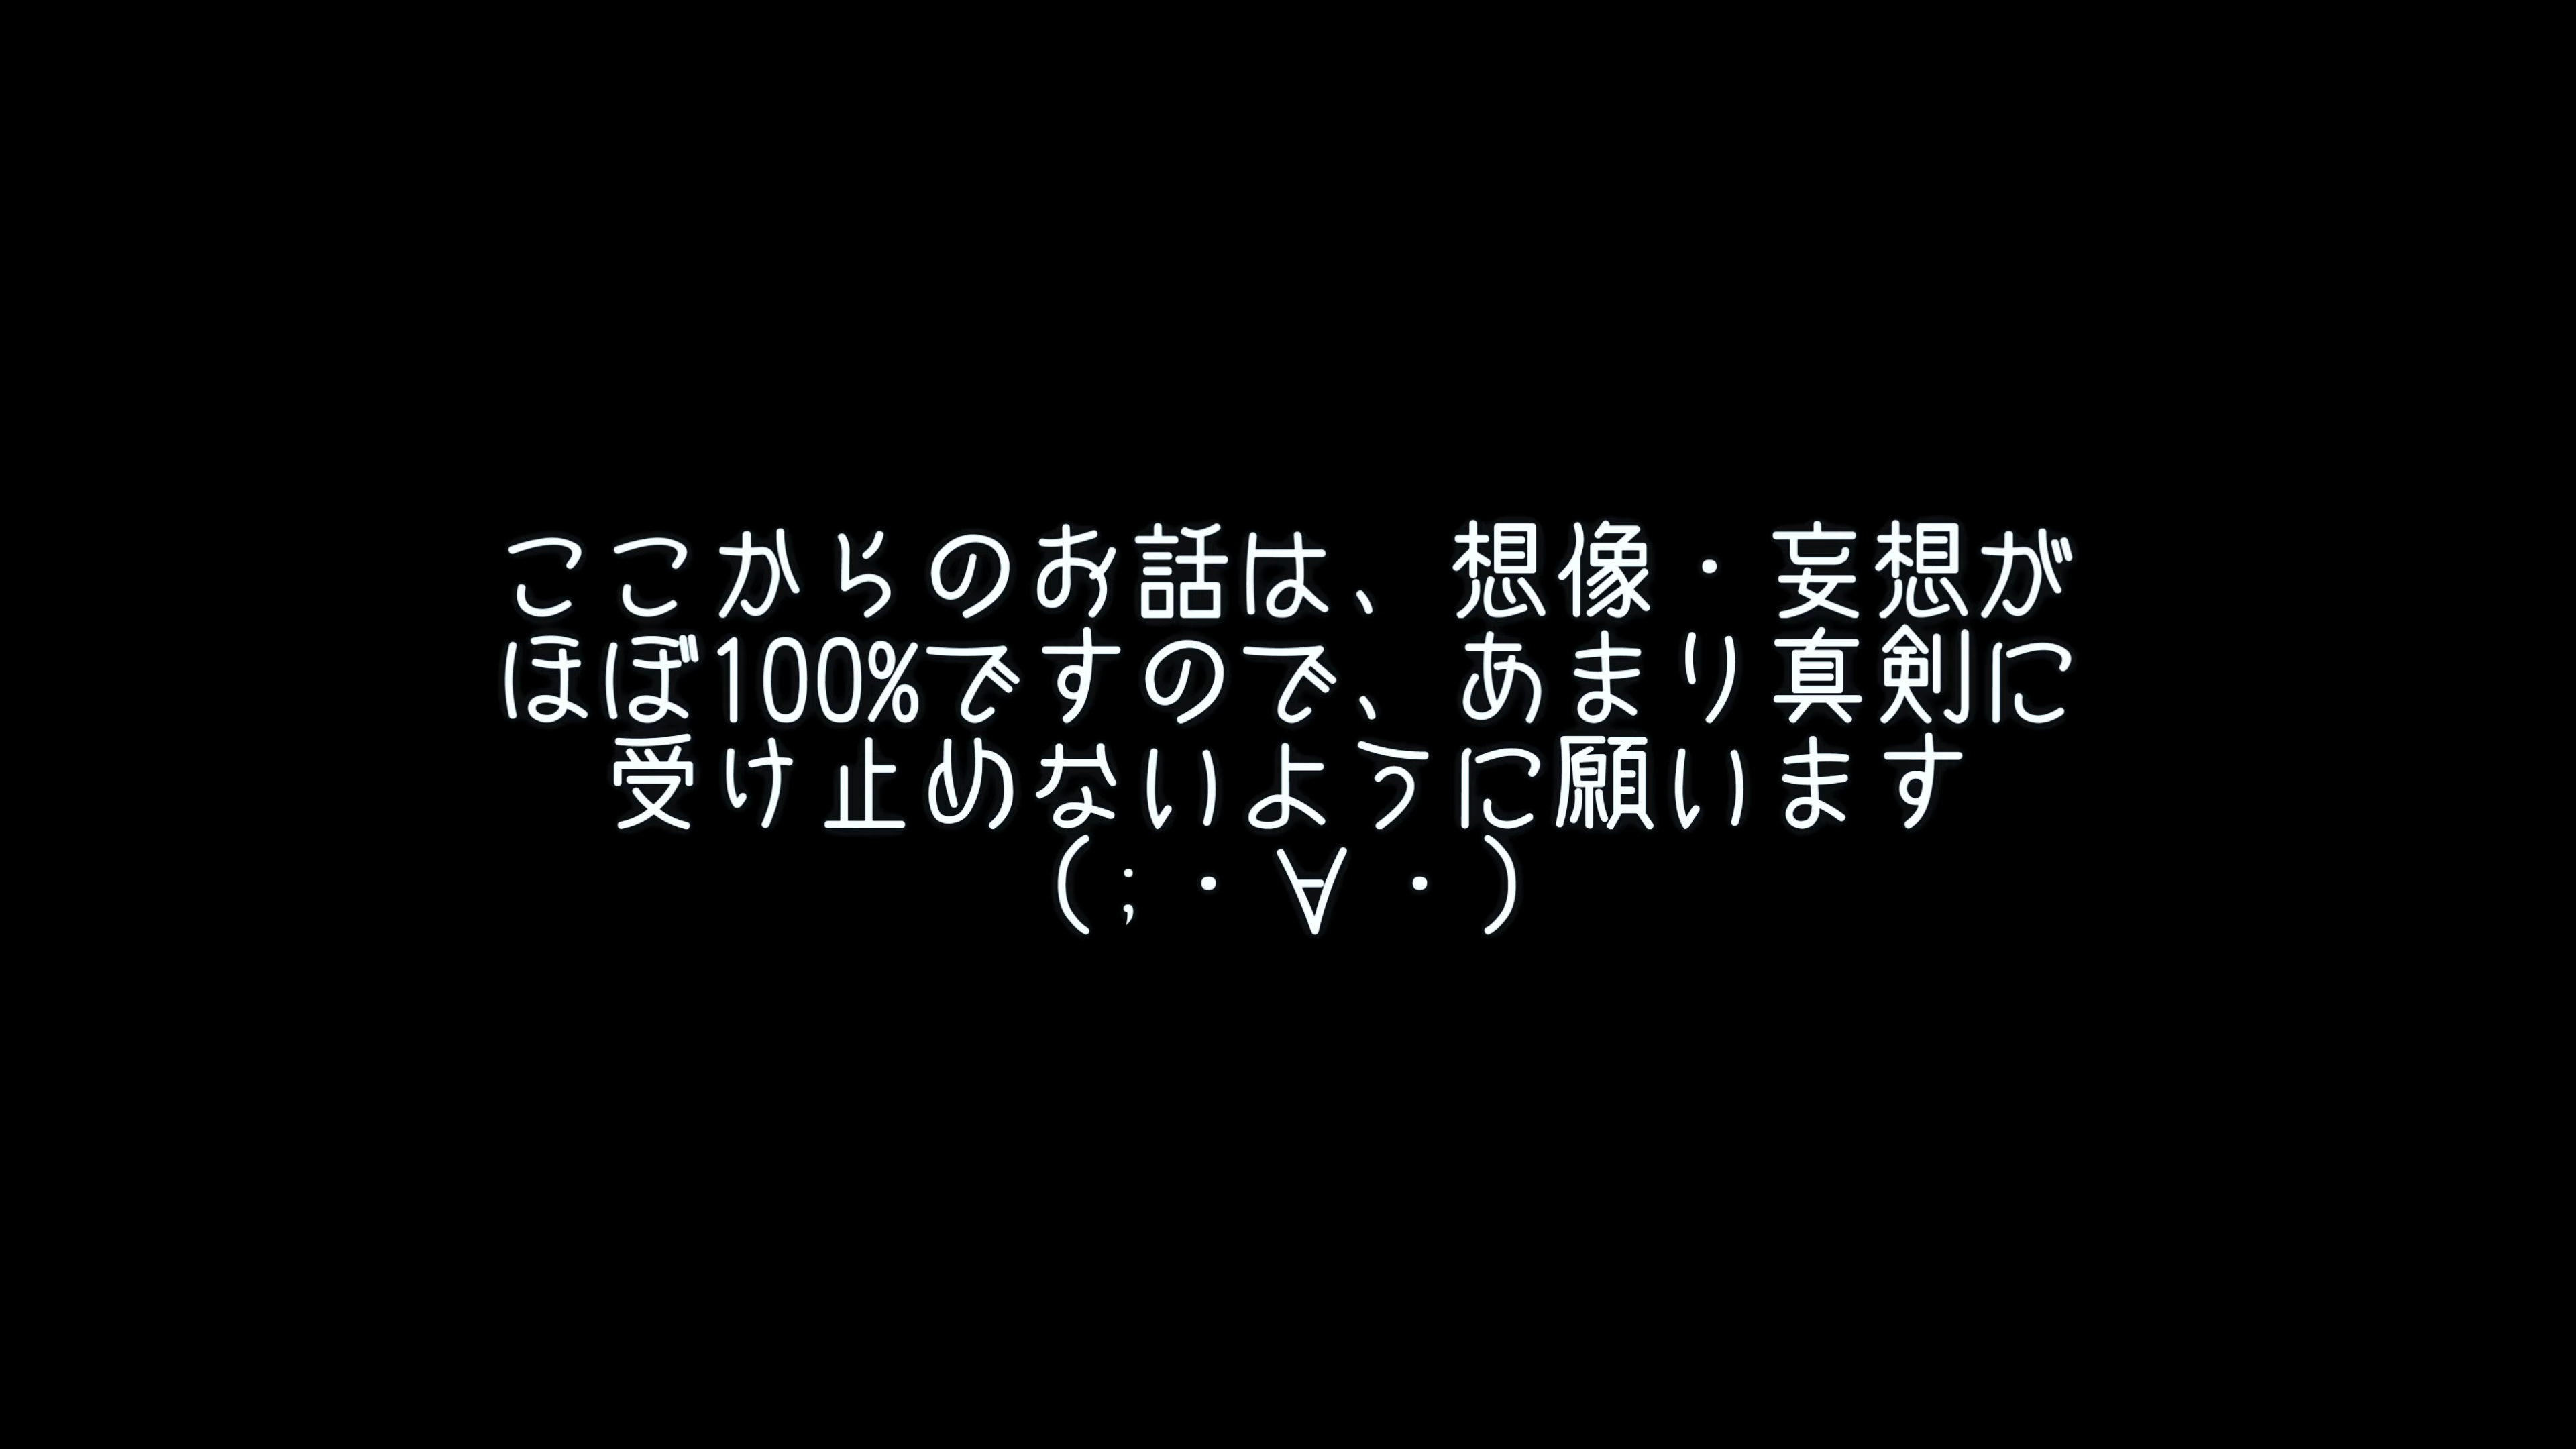 ここからのお話は、想像・妄想が
ほぼ100%ですので、あまり真剣に
受け止めないように願います
(；・∀・)